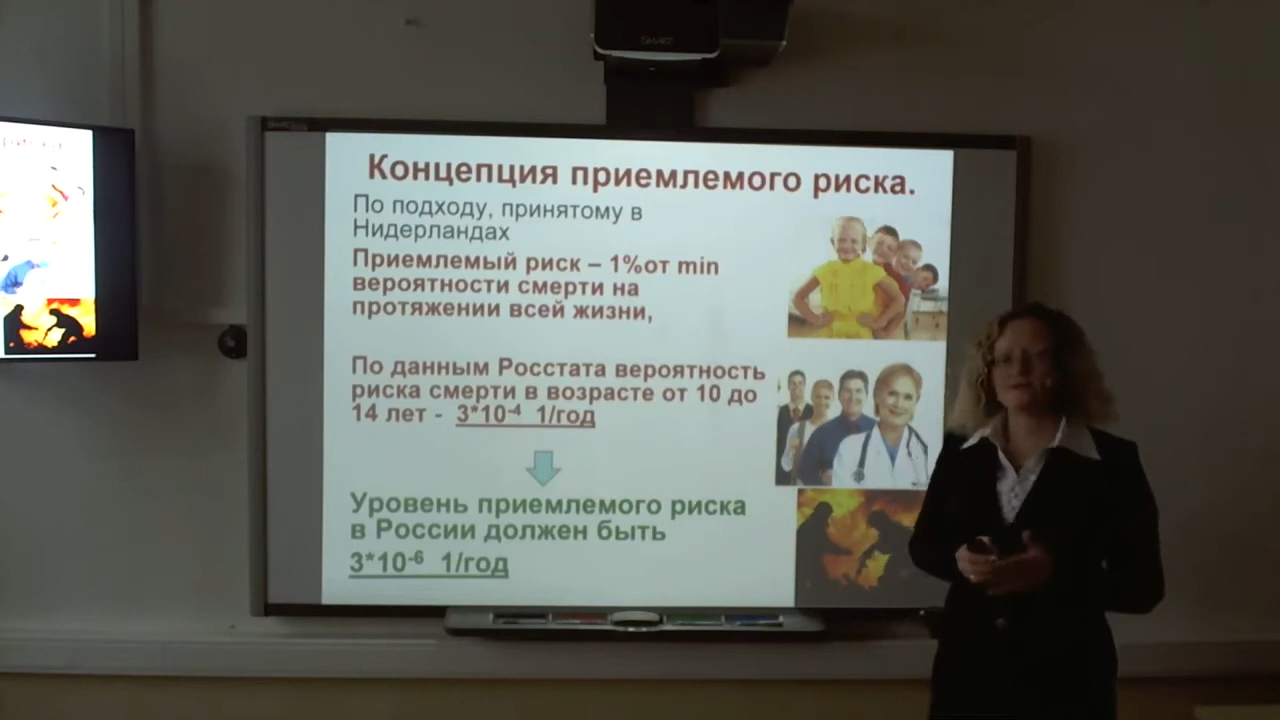 SMART
Концепция приемлемого риска.
По подходу, принятому в
Нидерландах
Приемлемый риск – 1%от min
вероятности смерти на
протяжении всей жизни,
По данным Росстата вероятность
риска смерти в возрасте от 10 до
14 лет - 3*10-4 1/год
Уровень приемлемого риска
в России должен быть
3*10-6 1/год